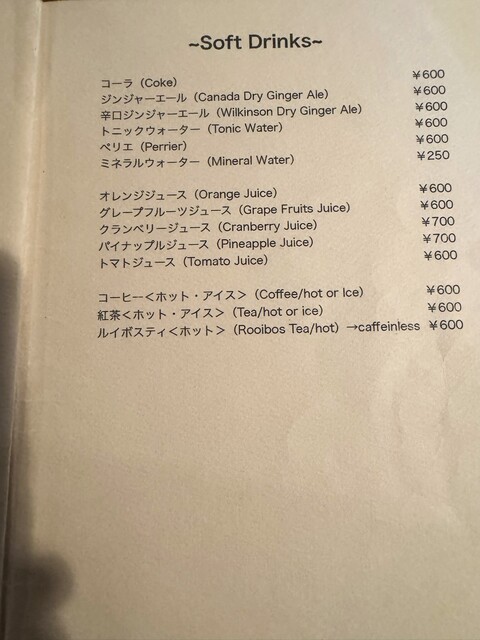 ~Soft Drinks~
コーラ（Coke） ￥600
ジンジャーエール（Canada Dry Ginger Ale） ￥600
辛口ジンジャーエール（Wilkinson Dry Ginger Ale） ￥600
トニックウォーター（Tonic Water） ￥600
ペリエ（Perrier） ￥600
ミネラルウォーター（Mineral Water） ￥250
オレンジジュース（Orange Juice） ￥600
グレープフルーツジュース（Grape Fruits Juice） ￥600
クランベリージュース（Cranberry Juice） ￥700
パイナップルジュース（Pineapple Juice） ￥700
トマトジュース（Tomato Juice） ￥600
コーヒー＜ホット・アイス＞（Coffee/hot or Ice） ￥600
紅茶＜ホット・アイス＞（Tea/hot or ice） ￥600
ルイボスティ＜ホット＞（Rooibos Tea/hot）→caffeinless ￥600